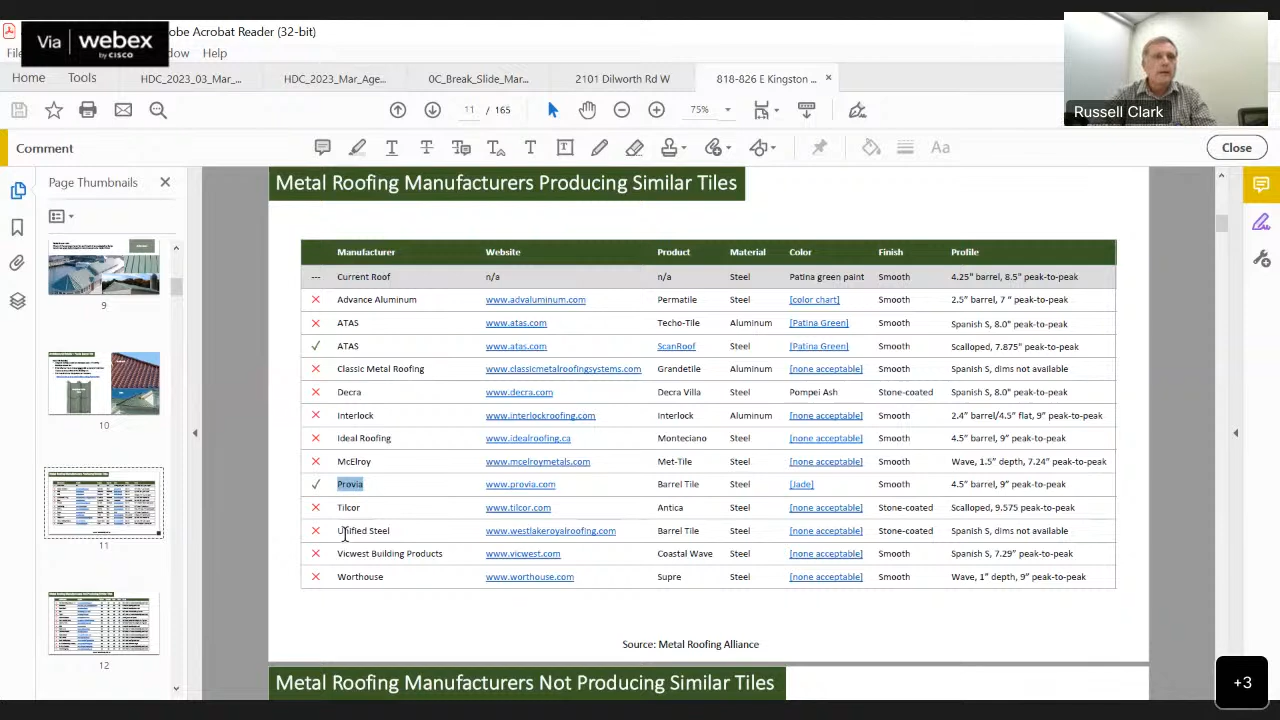 Via webex by CISCO
obe Acrobat Reader (32-bit)
dow Help
Home Tools HDC_2023_03_Mar_... HDC_2023_Mar_Age... 0C_Break_Slide_Mar... 2101 Dilworth Rd W 818-826 E Kingston ... ×
11 / 165 75%
Russell Clark
Comment Close
Page Thumbnails
9
10
11
12
Metal Roofing Manufacturers Producing Similar Tiles
Manufacturer Website Product Material Color Finish Profile
--- Current Roof n/a n/a Steel Patina green paint Smooth 4.25" barrel, 8.5" peak-to-peak
✕ Advance Aluminum www.advaluminum.com Permatile Steel [color chart] Smooth 2.5" barrel, 7 " peak-to-peak
✕ ATAS www.atas.com Techo-Tile Aluminum [Patina Green] Smooth Spanish S, 8.0" peak-to-peak
✓ ATAS www.atas.com ScanRoof Steel [Patina Green] Smooth Scalloped, 7.875" peak-to-peak
✕ Classic Metal Roofing www.classicmetalroofingsystems.com Grandetile Aluminum [none acceptable] Smooth Spanish S, dims not available
✕ Decra www.decra.com Decra Villa Steel Pompei Ash Stone-coated Spanish S, 8.0" peak-to-peak
✕ Interlock www.interlockroofing.com Interlock Aluminum [none acceptable] Smooth 2.4" barrel/4.5" flat, 9" peak-to-peak
✕ Ideal Roofing www.idealroofing.ca Monteciano Steel [none acceptable] Smooth 4.5" barrel, 9" peak-to-peak
✕ McElroy www.mcelroymetals.com Met-Tile Steel [none acceptable] Smooth Wave, 1.5" depth, 7.24" peak-to-peak
✓ Provia www.provia.com Barrel Tile Steel [Jade] Smooth 4.5" barrel, 9" peak-to-peak
✕ Tilcor www.tilcor.com Antica Steel [none acceptable] Stone-coated Scalloped, 9.575 peak-to-peak
✕ Unified Steel www.westlakeroyalroofing.com Barrel Tile Steel [none acceptable] Stone-coated Spanish S, dims not available
✕ Vicwest Building Products www.vicwest.com Coastal Wave Steel [none acceptable] Smooth Spanish S, 7.29" peak-to-peak
✕ Worthouse www.worthouse.com Supre Steel [none acceptable] Smooth Wave, 1" depth, 9" peak-to-peak
Source: Metal Roofing Alliance
Metal Roofing Manufacturers Not Producing Similar Tiles
+3